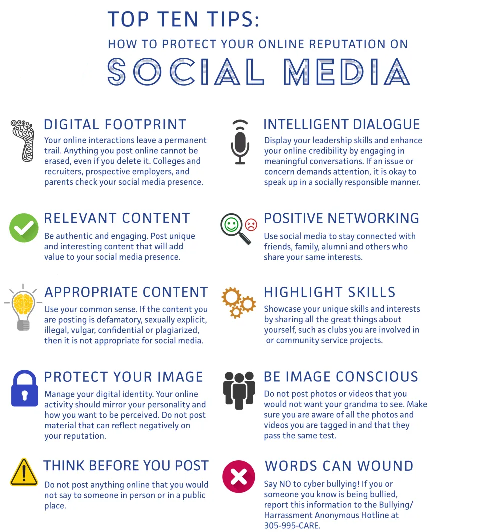 TOP TEN TIPS:
HOW TO PROTECT YOUR ONLINE REPUTATION ON
SOCIAL MEDIA
DIGITAL FOOTPRINT
Your online interactions leave a permanent
trail. Anything you post online cannot be
erased, even if you delete it. Colleges and
recruiters, prospective employers, and
parents check your social media presence.
INTELLIGENT DIALOGUE
Display your leadership skills and enhance
your online credibility by engaging in
meaningful conversations. If an issue or
concern demands attention, it is okay to
speak up in a socially responsible manner.
RELEVANT CONTENT
Be authentic and engaging. Post unique
and interesting content that will add
value to your social media presence.
POSITIVE NETWORKING
Use social media to stay connected with
friends, family, alumni and others who
share your same interests.
APPROPRIATE CONTENT
Use your common sense. If the content you
are posting is defamatory, sexually explicit,
illegal, vulgar, confidential or plagiarized,
then it is not appropriate for social media.
HIGHLIGHT SKILLS
Showcase your unique skills and interests
by sharing all the great things about
yourself, such as clubs you are involved in
or community service projects.
PROTECT YOUR IMAGE
Manage your digital identity. Your online
activity should mirror your personality and
how you want to be perceived. Do not post
material that can reflect negatively on
your reputation.
BE IMAGE CONSCIOUS
Do not post photos or videos that you
would not want your grandma to see. Make
sure you are aware of all the photos and
videos you are tagged in and that they
pass the same test.
THINK BEFORE YOU POST
Do not post anything online that you would
not say to someone in person or in a public
place.
WORDS CAN WOUND
Say NO to cyber bullying! If you or
someone you know is being bullied,
report this information to the Bullying/
Harrassment Anonymous Hotline at
305-995-CARE.